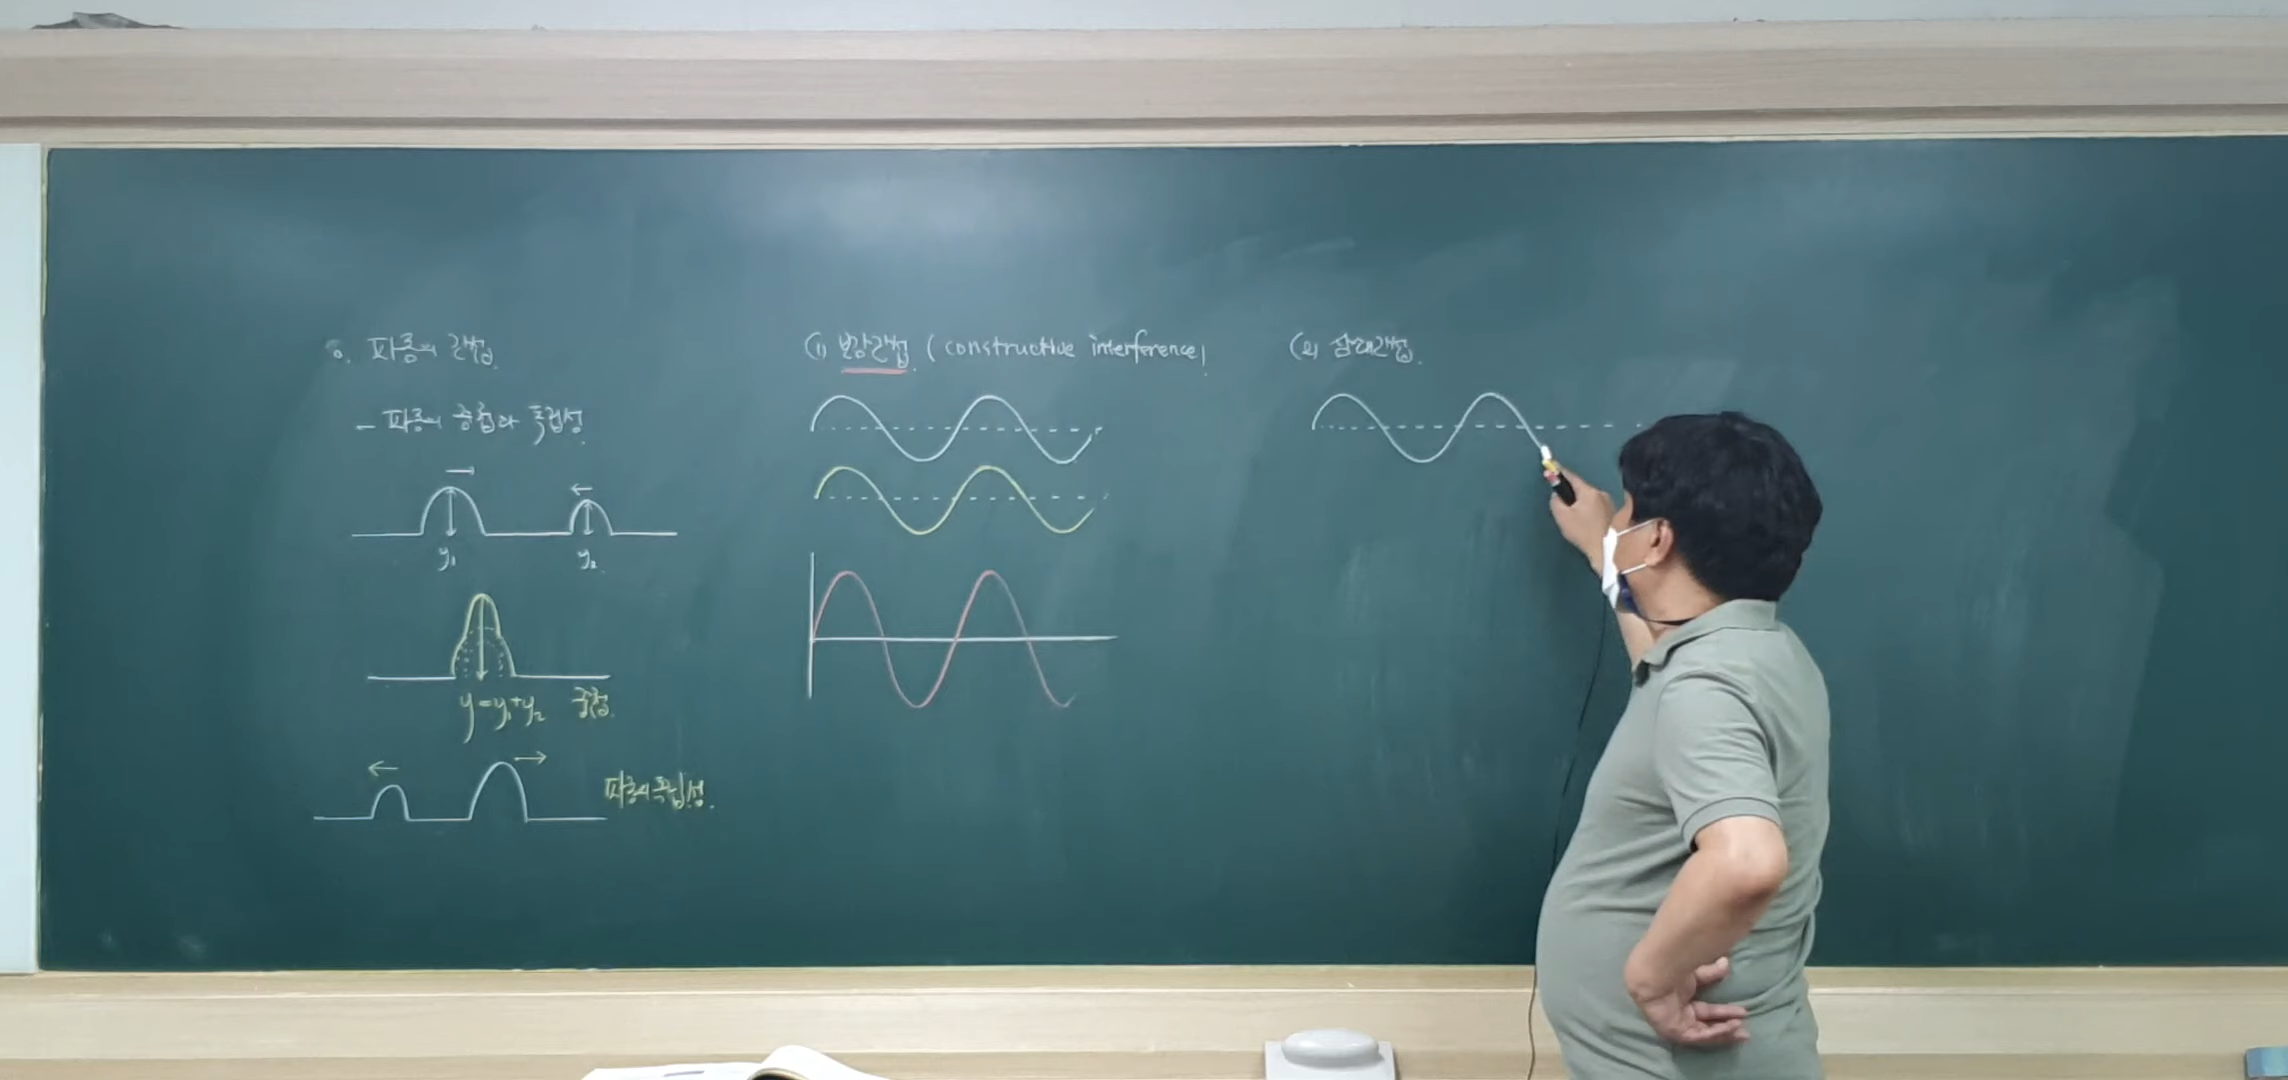 o. 파동의 간섭.
- 파동의 중첩과 독립성.
y₁
y₂
y=y₁+y₂ 중첩.
파동의 독립성.
(1) 보강간섭. (constructive interference)
(2) 상쇄간섭.